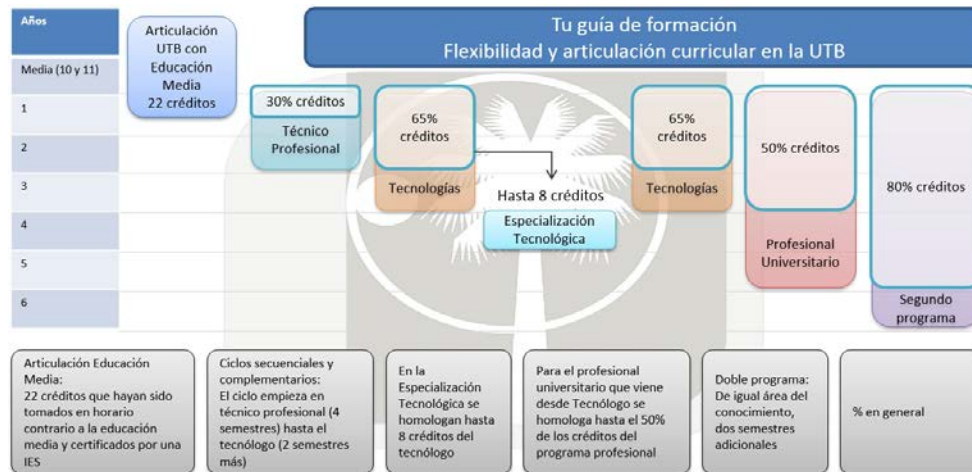 Años
Media (10 y 11)
1
2
3
4
5
6
Articulación
UTB con
Educación
Media
22 créditos
Tu guía de formación
Flexibilidad y articulación curricular en la UTB
30% créditos
Técnico
Profesional
65%
créditos
Tecnologías
Hasta 8 créditos
Especialización
Tecnológica
65%
créditos
Tecnologías
50% créditos
Profesional
Universitario
80% créditos
Segundo
programa
Articulación Educación
Media:
22 créditos que hayan sido
tomados en horario
contrario a la educación
media y certificados por una
IES
Ciclos secuenciales y
complementarios:
El ciclo empieza en
técnico profesional (4
semestres) hasta el
tecnólogo (2 semestres
más)
En la
Especialización
Tecnológica se
homologan hasta
8 créditos del
tecnólogo
Para el profesional
universitario que viene
desde Tecnólogo se
homologa hasta el 50%
de los créditos del
programa profesional
Doble programa:
De igual área del
conocimiento,
dos semestres
adicionales
% en general